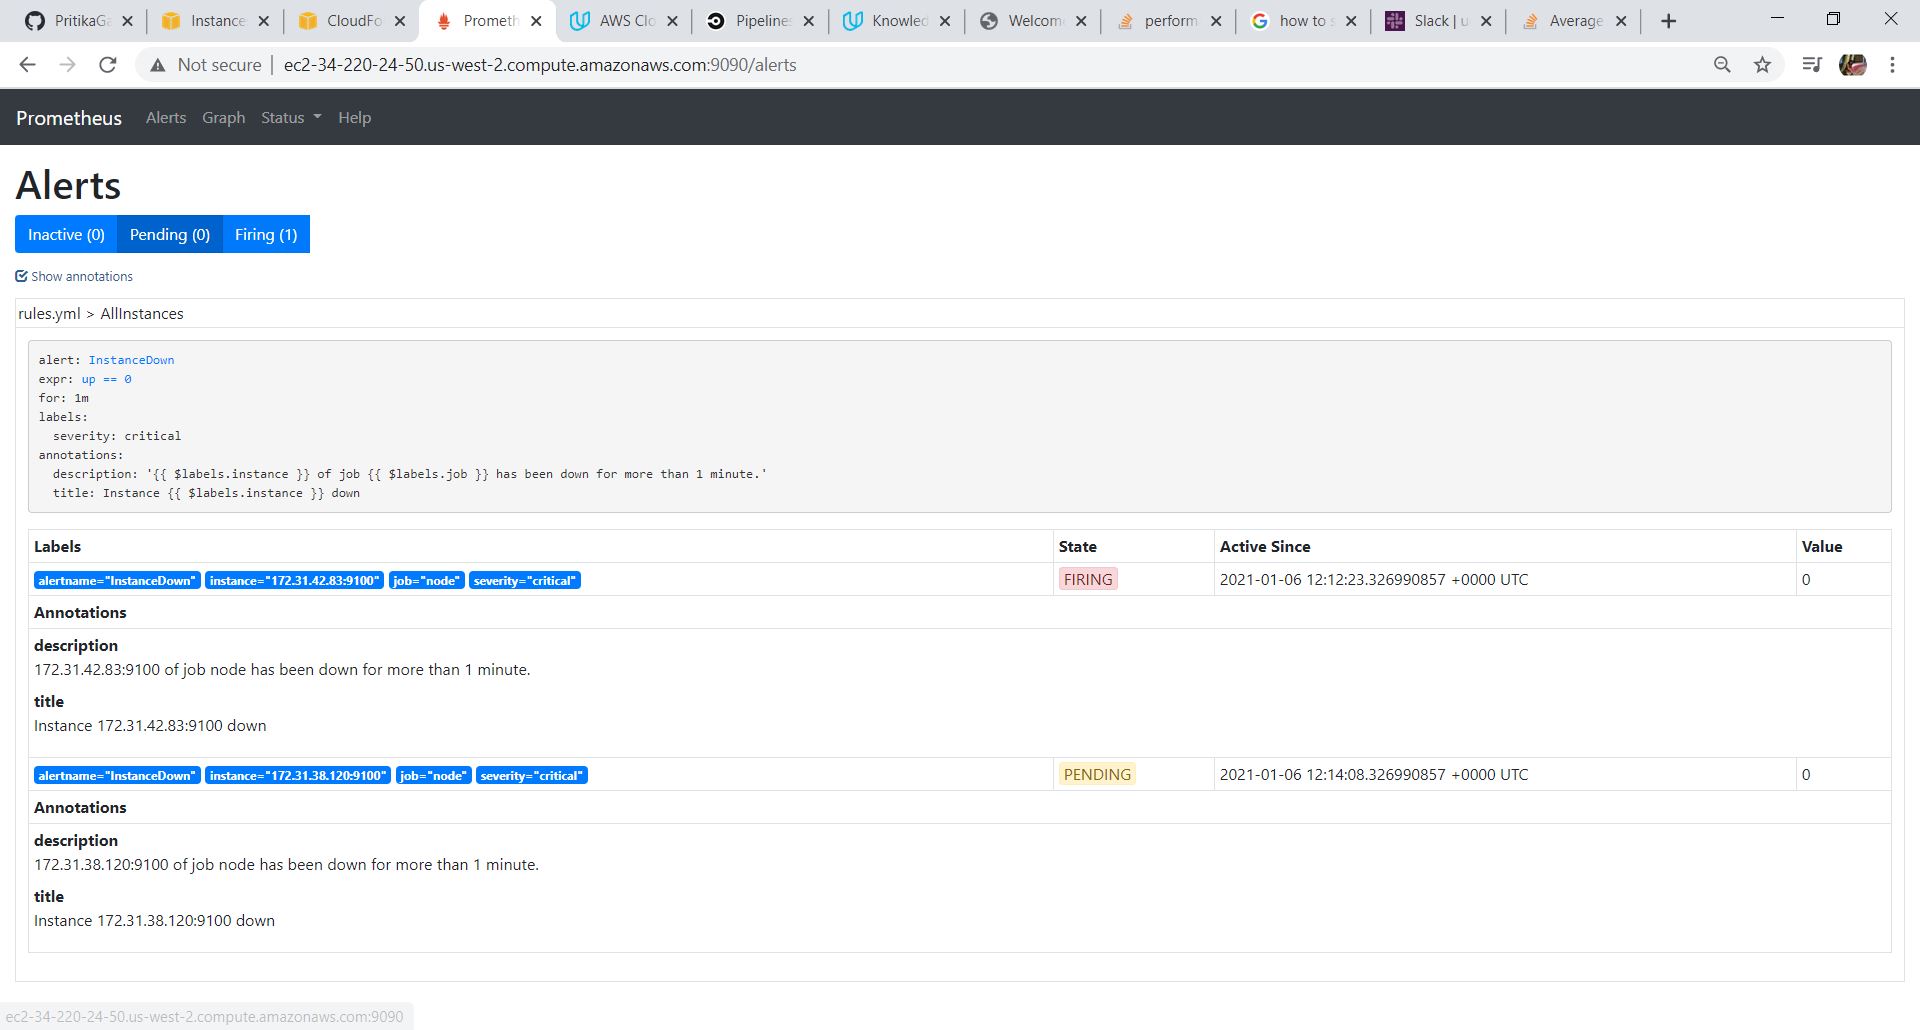 PritikaGa
Instance
CloudFo
Prometh
AWS Clo
Pipelines
Knowled
Welcom
perform
how to s
Slack | u
Average
Not secure | ec2-34-220-24-50.us-west-2.compute.amazonaws.com:9090/alerts
Prometheus Alerts Graph Status Help
Alerts
Inactive (0) Pending (0) Firing (1)
Show annotations
rules.yml > AllInstances
alert: InstanceDown
expr: up == 0
for: 1m
labels:
severity: critical
annotations:
description: '{{ $labels.instance }} of job {{ $labels.job }} has been down for more than 1 minute.'
title: Instance {{ $labels.instance }} down
Labels State Active Since Value
alertname="InstanceDown" instance="172.31.42.83:9100" job="node" severity="critical" FIRING 2021-01-06 12:12:23.326990857 +0000 UTC 0
Annotations
description
172.31.42.83:9100 of job node has been down for more than 1 minute.
title
Instance 172.31.42.83:9100 down
alertname="InstanceDown" instance="172.31.38.120:9100" job="node" severity="critical" PENDING 2021-01-06 12:14:08.326990857 +0000 UTC 0
Annotations
description
172.31.38.120:9100 of job node has been down for more than 1 minute.
title
Instance 172.31.38.120:9100 down
ec2-34-220-24-50.us-west-2.compute.amazonaws.com:9090